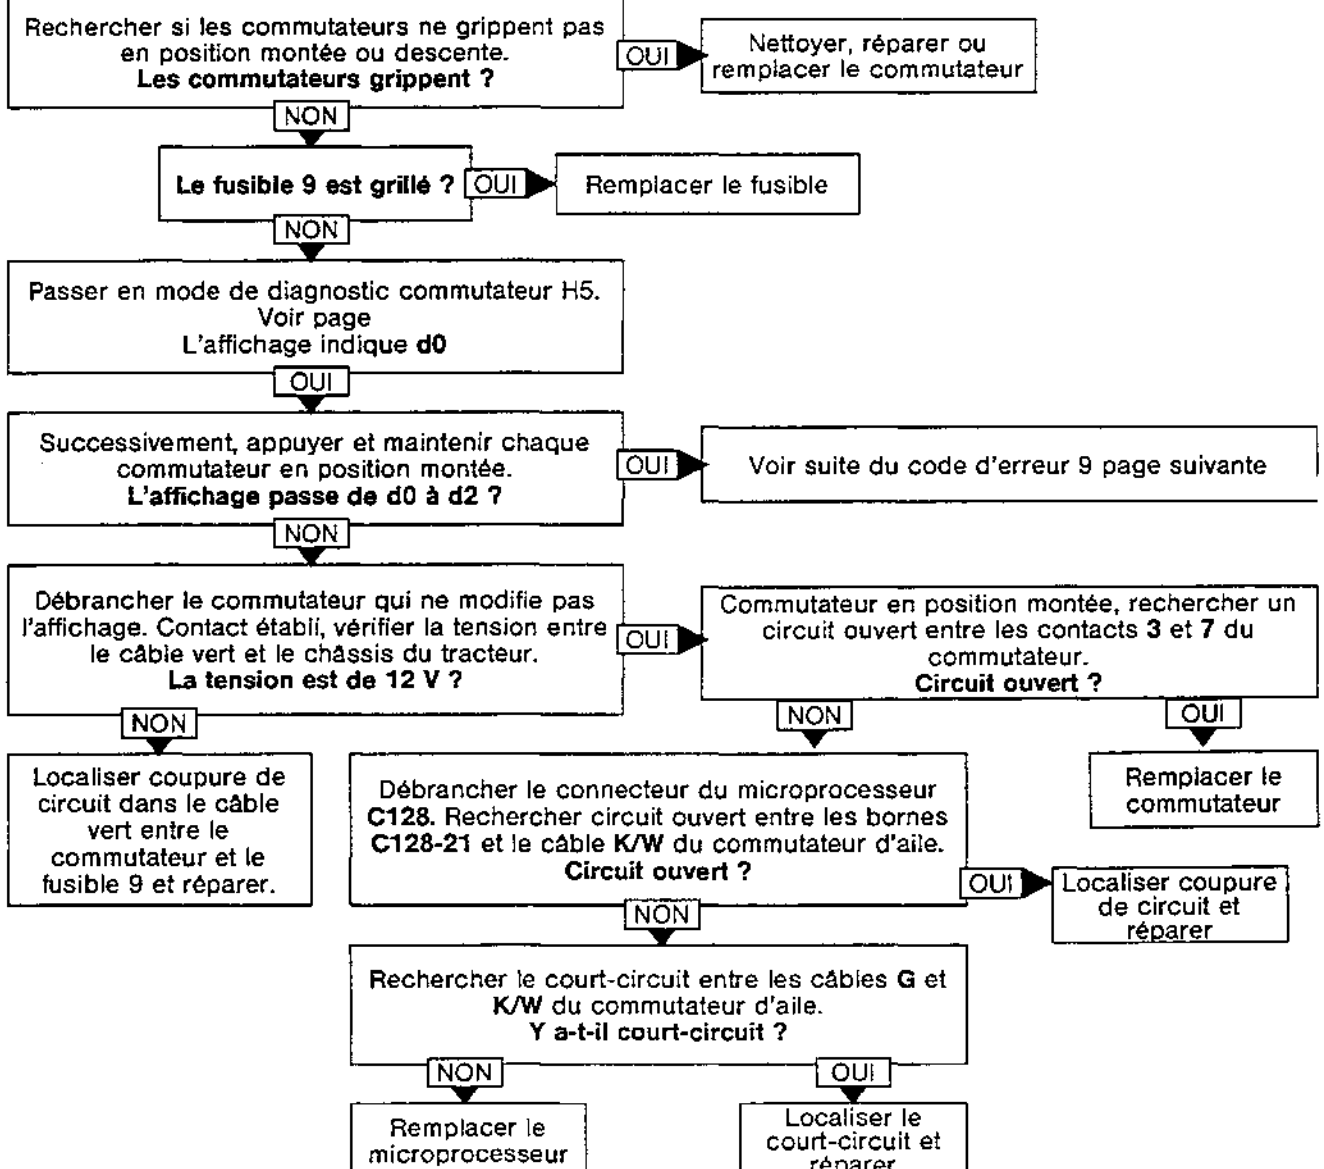 Rechercher si les commutateurs ne grippent pas
en position montée ou descente.
Les commutateurs grippent ?
OUI
Nettoyer, réparer ou
remplacer le commutateur
NON
Le fusible 9 est grillé ?
OUI
Remplacer le fusible
NON
Passer en mode de diagnostic commutateur H5.
Voir page
L'affichage indique d0
OUI
Successivement, appuyer et maintenir chaque
commutateur en position montée.
L'affichage passe de d0 à d2 ?
OUI
Voir suite du code d'erreur 9 page suivante
NON
Débrancher le commutateur qui ne modifie pas
l'affichage. Contact établi, vérifier la tension entre
le câble vert et le châssis du tracteur.
La tension est de 12 V ?
OUI
Commutateur en position montée, rechercher un
circuit ouvert entre les contacts 3 et 7 du
commutateur.
Circuit ouvert ?
NON
NON
OUI
Localiser coupure de
circuit dans le câble
vert entre le
commutateur et le
fusible 9 et réparer.
Débrancher le connecteur du microprocesseur
C128. Rechercher circuit ouvert entre les bornes
C128-21 et le câble K/W du commutateur d'aile.
Circuit ouvert ?
Remplacer le
commutateur
OUI
Localiser coupure
de circuit et
réparer
NON
Rechercher le court-circuit entre les câbles G et
K/W du commutateur d'aile.
Y a-t-il court-circuit ?
NON
OUI
Remplacer le
microprocesseur
Localiser le
court-circuit et
réparer